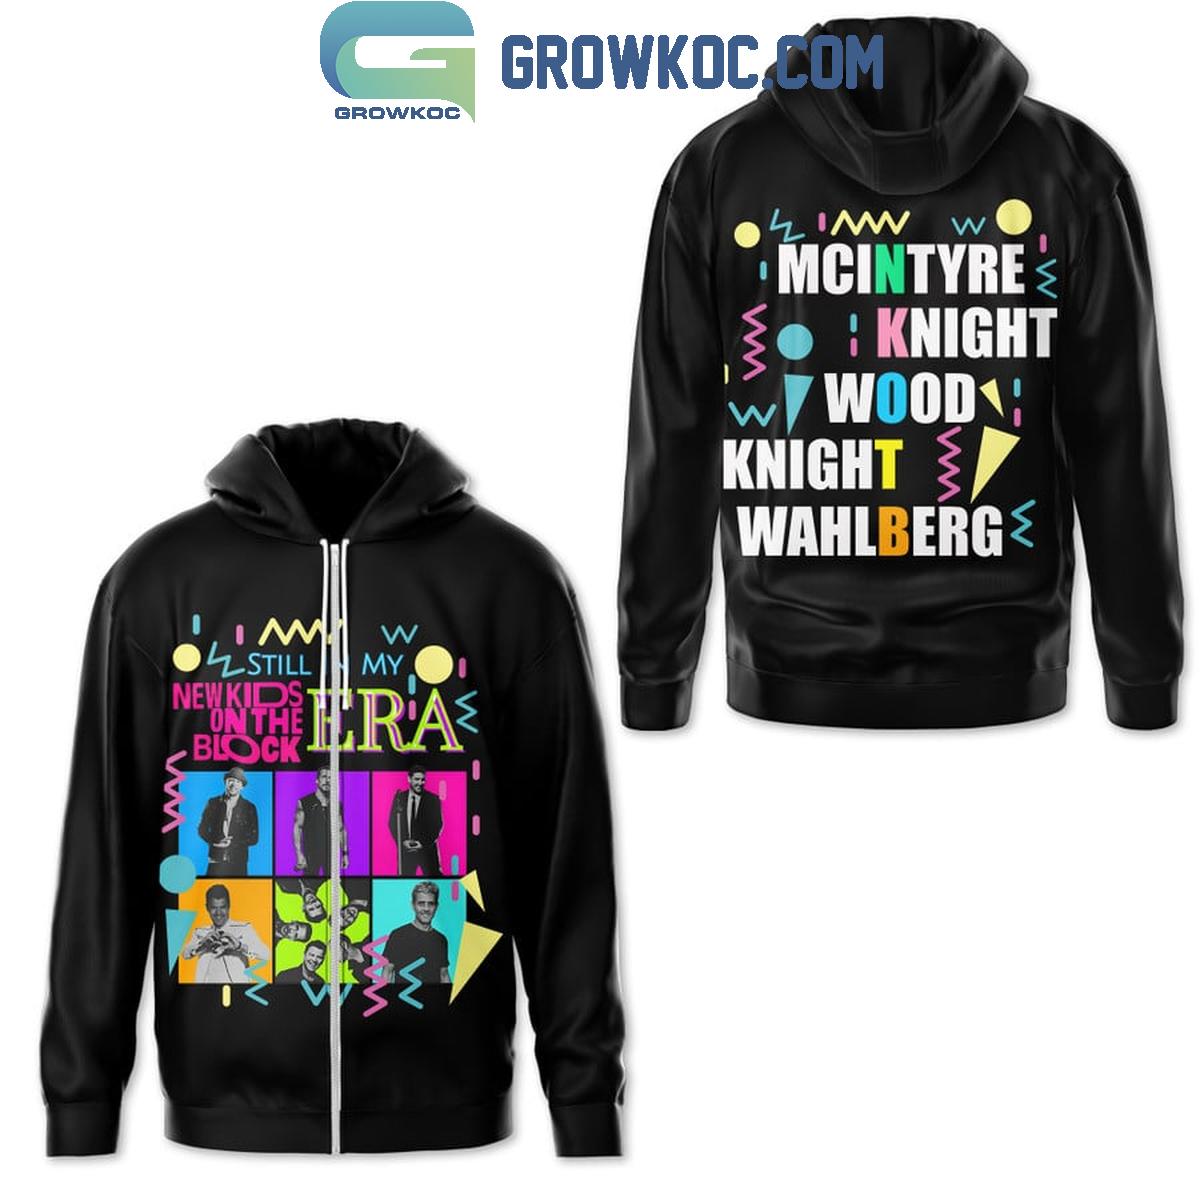 GROWKOC
GROWKOC.COM
MCINTYRE
KNIGHT
WOOD
KNIGHT
WAHLBERG
STILL IN MY
NEW KIDS
ON THE
BLOCK
ERA